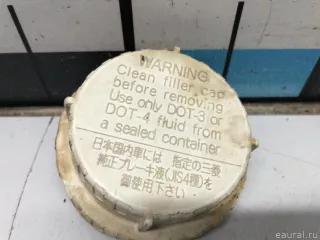 WARNING
Clean filler cap
before removing
Use only DOT-3 or
DOT-4 fluid from
a sealed container
日本国内車には 指定の三菱
純正ブレーキ液(JIS4種)を
御使用下さい
eaural.ru